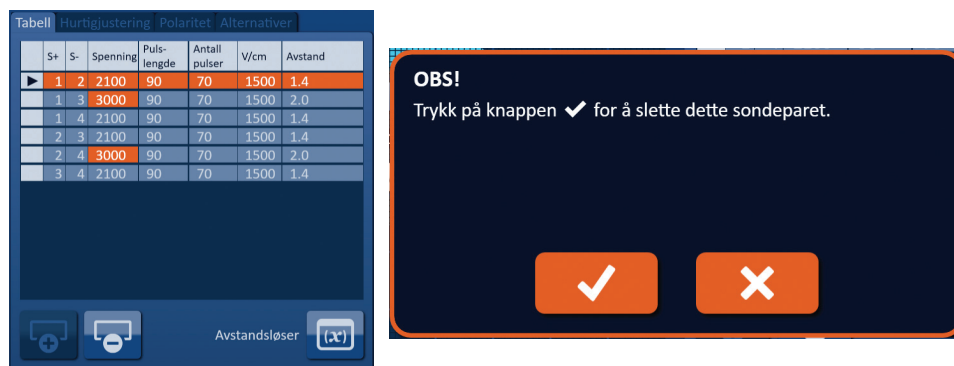 Tabell Hurtigjustering Polaritet Alternativer
S+ S- Spenning Puls-lengde Antall pulser V/cm Avstand
1 2 2100 90 70 1500 1.4
1 3 3000 90 70 1500 2.0
1 4 2100 90 70 1500 1.4
2 3 2100 90 70 1500 1.4
2 4 3000 90 70 1500 2.0
3 4 2100 90 70 1500 1.4
Avstandsløser (x)
OBS!
Trykk på knappen ✔ for å slette dette sondeparet.